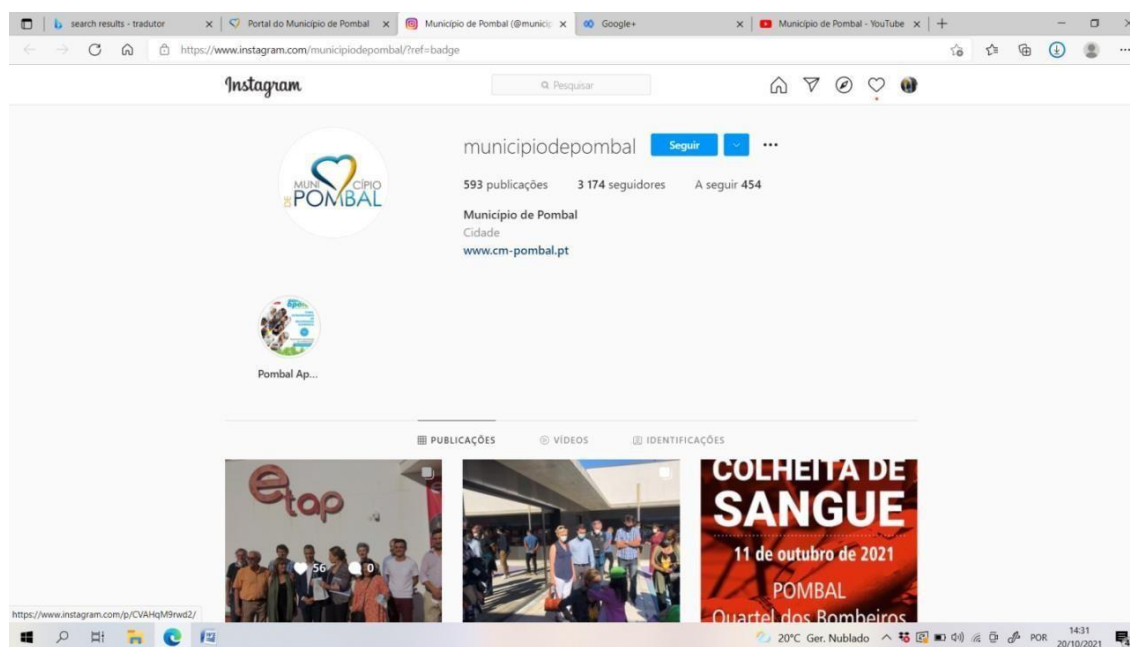 search results - tradutor
Portal do Município de Pombal
Município de Pombal (@municip
Google+
Município de Pombal - YouTube
https://www.instagram.com/municipiodepombal/?ref=badge
Instagram
Pesquisar
municipiodepombal
Seguir
593 publicações 3 174 seguidores A seguir 454
Município de Pombal
Cidade
www.cm-pombal.pt
MUNICÍPIO
DE POMBAL
Pombal Ap...
PUBLICAÇÕES VÍDEOS IDENTIFICAÇÕES
etap
56 0
COLHEITA DE
SANGUE
11 de outubro de 2021
POMBAL
Quartel dos Bombeiros
https://www.instagram.com/p/CVAHqM9rwd2/
20°C Ger. Nublado
POR
14:31
20/10/2021